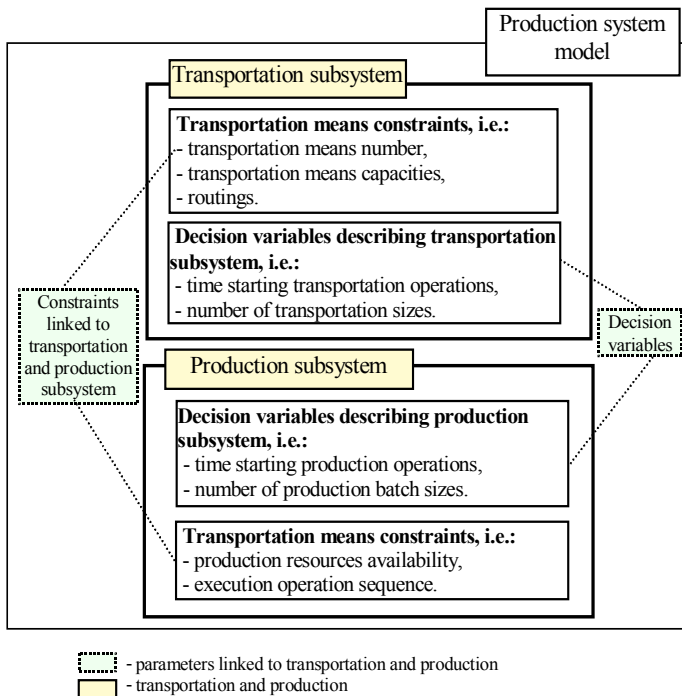 Production system
model
Transportation subsystem
Transportation means constraints, i.e.:
- transportation means number,
- transportation means capacities,
- routings.
Decision variables describing transportation
subsystem, i.e.:
- time starting transportation operations,
- number of transportation sizes.
Constraints
linked to
transportation
and production
subsystem
Decision
variables
Production subsystem
Decision variables describing production
subsystem, i.e.:
- time starting production operations,
- number of production batch sizes.
Transportation means constraints, i.e.:
- production resources availability,
- execution operation sequence.
- parameters linked to transportation and production
- transportation and production